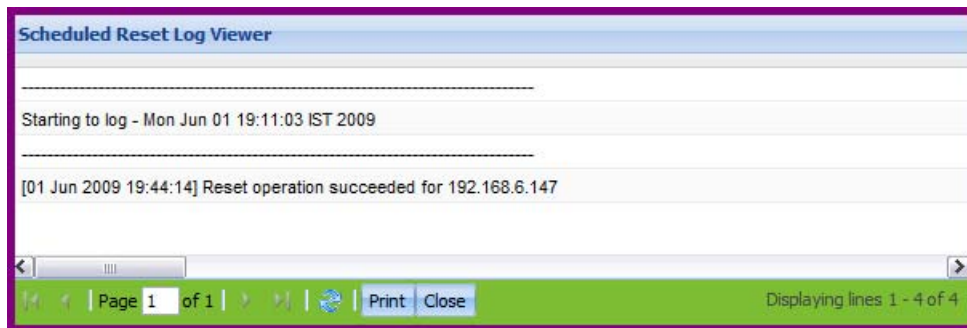 Scheduled Reset Log Viewer
--------------------------------------------------------------------------------
Starting to log - Mon Jun 01 19:11:03 IST 2009
--------------------------------------------------------------------------------
[01 Jun 2009 19:44:14] Reset operation succeeded for 192.168.6.147
Page 1 of 1 Print Close Displaying lines 1 - 4 of 4